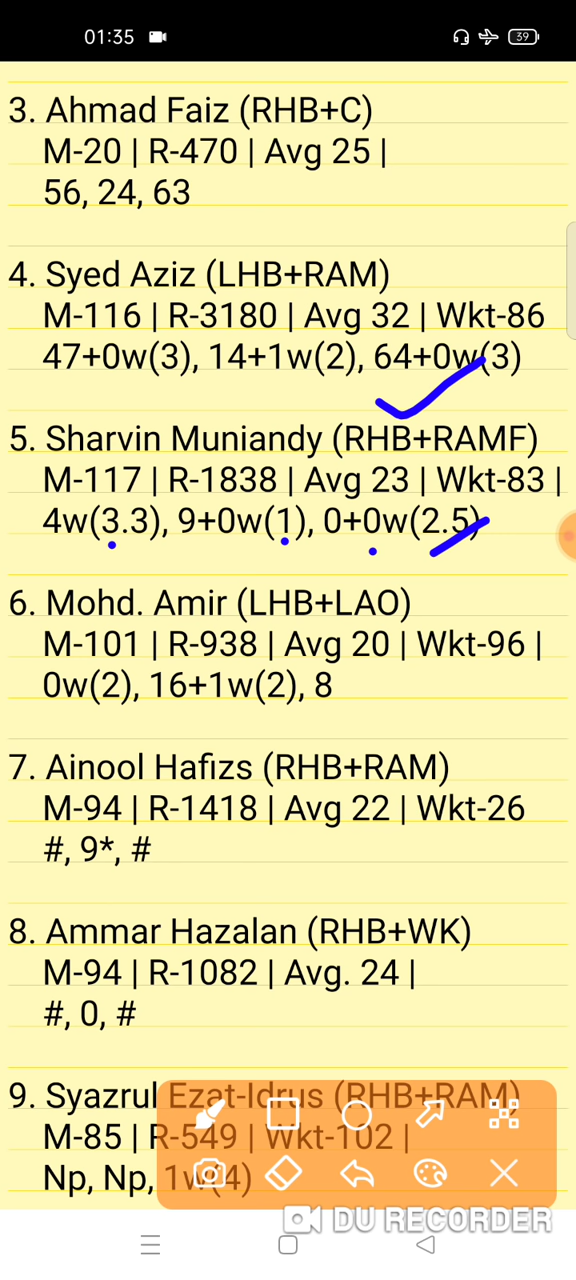 01:35
39
3. Ahmad Faiz (RHB+C)
M-20 | R-470 | Avg 25 |
56, 24, 63
4. Syed Aziz (LHB+RAM)
M-116 | R-3180 | Avg 32 | Wkt-86
47+0w(3), 14+1w(2), 64+0w(3)
5. Sharvin Muniandy (RHB+RAMF)
M-117 | R-1838 | Avg 23 | Wkt-83 |
4w(3.3), 9+0w(1), 0+0w(2.5)
6. Mohd. Amir (LHB+LAO)
M-101 | R-938 | Avg 20 | Wkt-96 |
0w(2), 16+1w(2), 8
7. Ainool Hafizs (RHB+RAM)
M-94 | R-1418 | Avg 22 | Wkt-26
#, 9*, #
8. Ammar Hazalan (RHB+WK)
M-94 | R-1082 | Avg. 24 |
#, 0, #
9. Syazrul Ezat-Idrus (RHB+RAM)
M-85 | R-549 | Wkt-102 |
Np, Np, 1w(4)
DU RECORDER